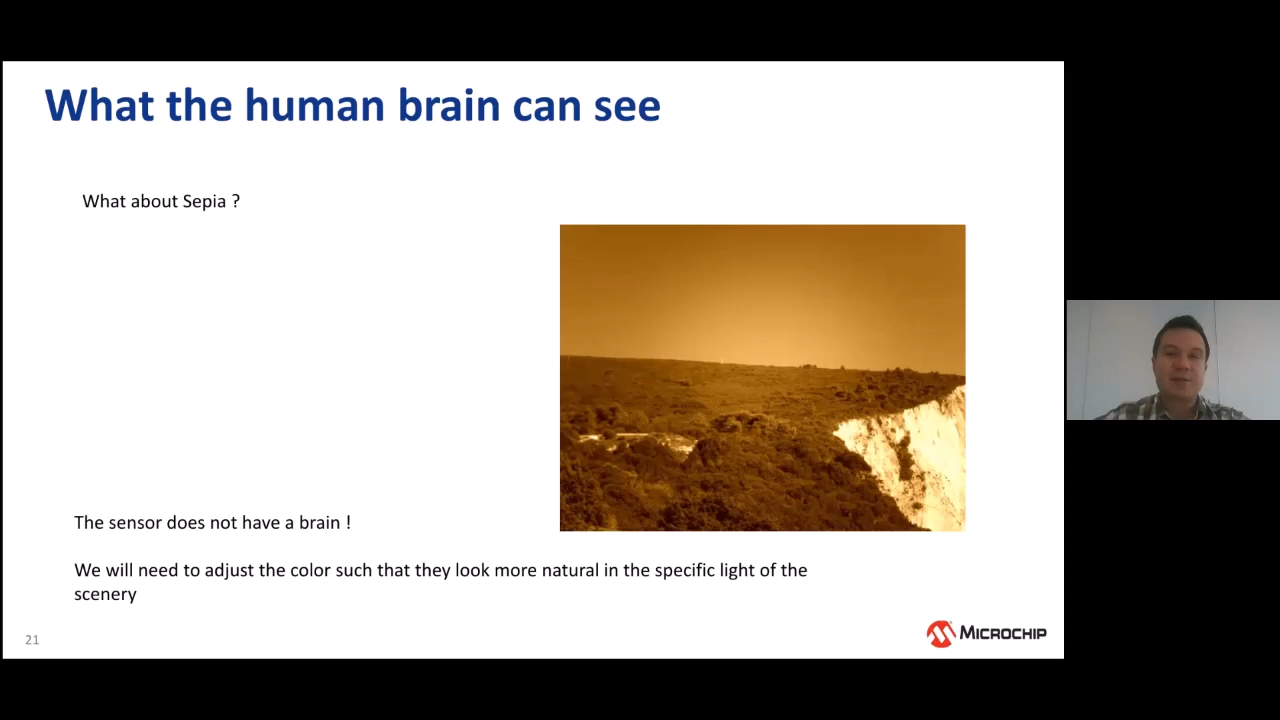 What the human brain can see
What about Sepia ?
The sensor does not have a brain !
We will need to adjust the color such that they look more natural in the specific light of the
scenery
21
MICROCHIP